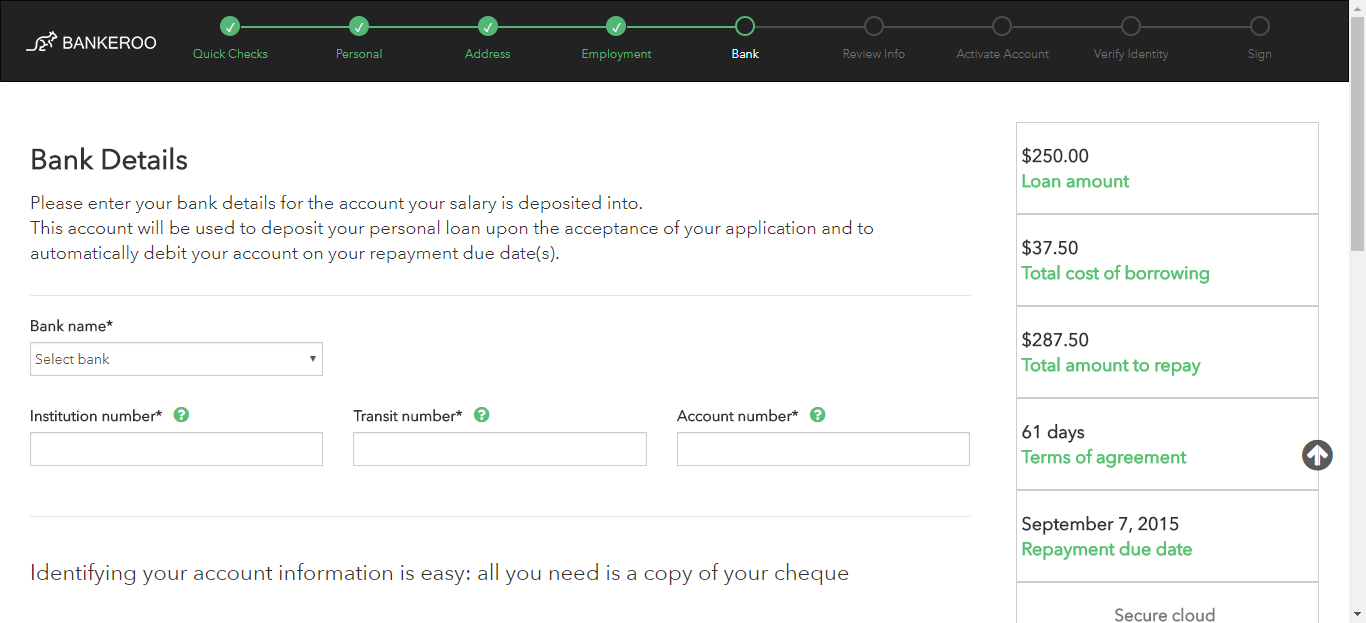 BANKEROO
Quick Checks
Personal
Address
Employment
Bank
Review Info
Activate Account
Verify Identity
Sign
Bank Details
Please enter your bank details for the account your salary is deposited into.
This account will be used to deposit your personal loan upon the acceptance of your application and to
automatically debit your account on your repayment due date(s).
Bank name*
Select bank
Institution number* ?
Transit number* ?
Account number* ?
Identifying your account information is easy: all you need is a copy of your cheque
$250.00
Loan amount
$37.50
Total cost of borrowing
$287.50
Total amount to repay
61 days
Terms of agreement
September 7, 2015
Repayment due date
Secure cloud